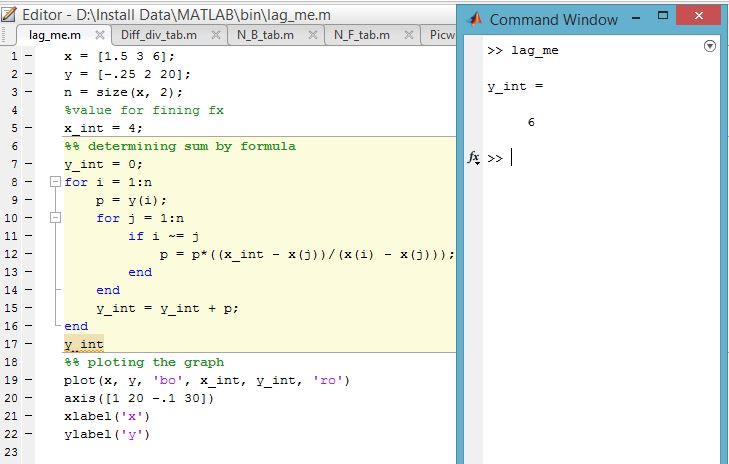 Editor - D:\Install Data\MATLAB\bin\lag_me.m
lag_me.m × Diff_div_tab.m × N_B_tab.m × N_F_tab.m × Picw
1 - x = [1.5 3 6];
2 - y = [-.25 2 20];
3 - n = size(x, 2);
4 %value for fining fx
5 - x_int = 4;
6 %% determining sum by formula
7 - y_int = 0;
8 - for i = 1:n
9 - p = y(i);
10 - for j = 1:n
11 - if i ~= j
12 - p = p*((x_int - x(j))/(x(i) - x(j)));
13 - end
14 - end
15 - y_int = y_int + p;
16 - end
17 - y_int
18 %% ploting the graph
19 - plot(x, y, 'bo', x_int, y_int, 'ro')
20 - axis([1 20 -.1 30])
21 - xlabel('x')
22 - ylabel('y')
23
Command Window
>> lag_me
y_int =
6
fx >>